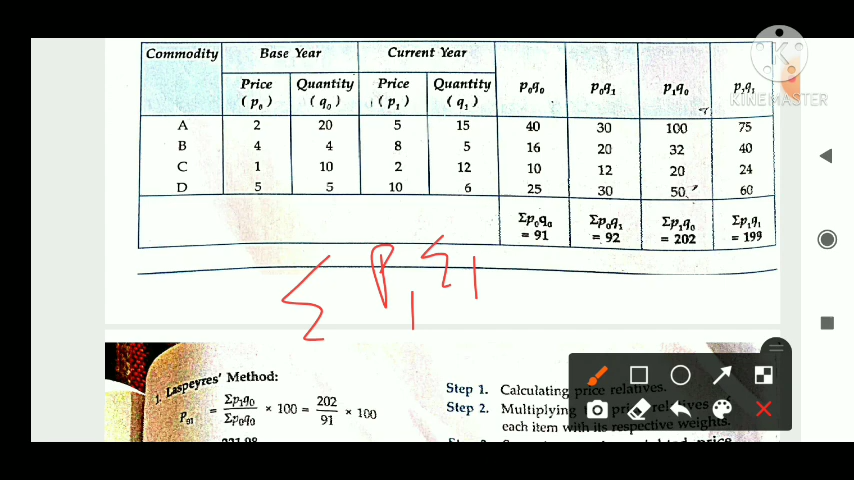 Commodity Base Year Current Year p₀q₀ p₀q₁ p₁q₀ p₁q₁
Price (p₀) Quantity (q₀) Price (p₁) Quantity (q₁)
KINEMASTER
A 2 20 5 15 40 30 100 75
B 4 4 8 5 16 20 32 40
C 1 10 2 12 10 12 20 24
D 5 5 10 6 25 30 50 60
Σp₀q₀ = 91 Σp₀q₁ = 92 Σp₁q₀ = 202 Σp₁q₁ = 199
1. Laspeyres' Method:
P₀₁ = Σp₁q₀ / Σp₀q₀ × 100 = 202 / 91 × 100
Step 1. Calculating price relatives.
Step 2. Multiplying
each item with its respective weights.